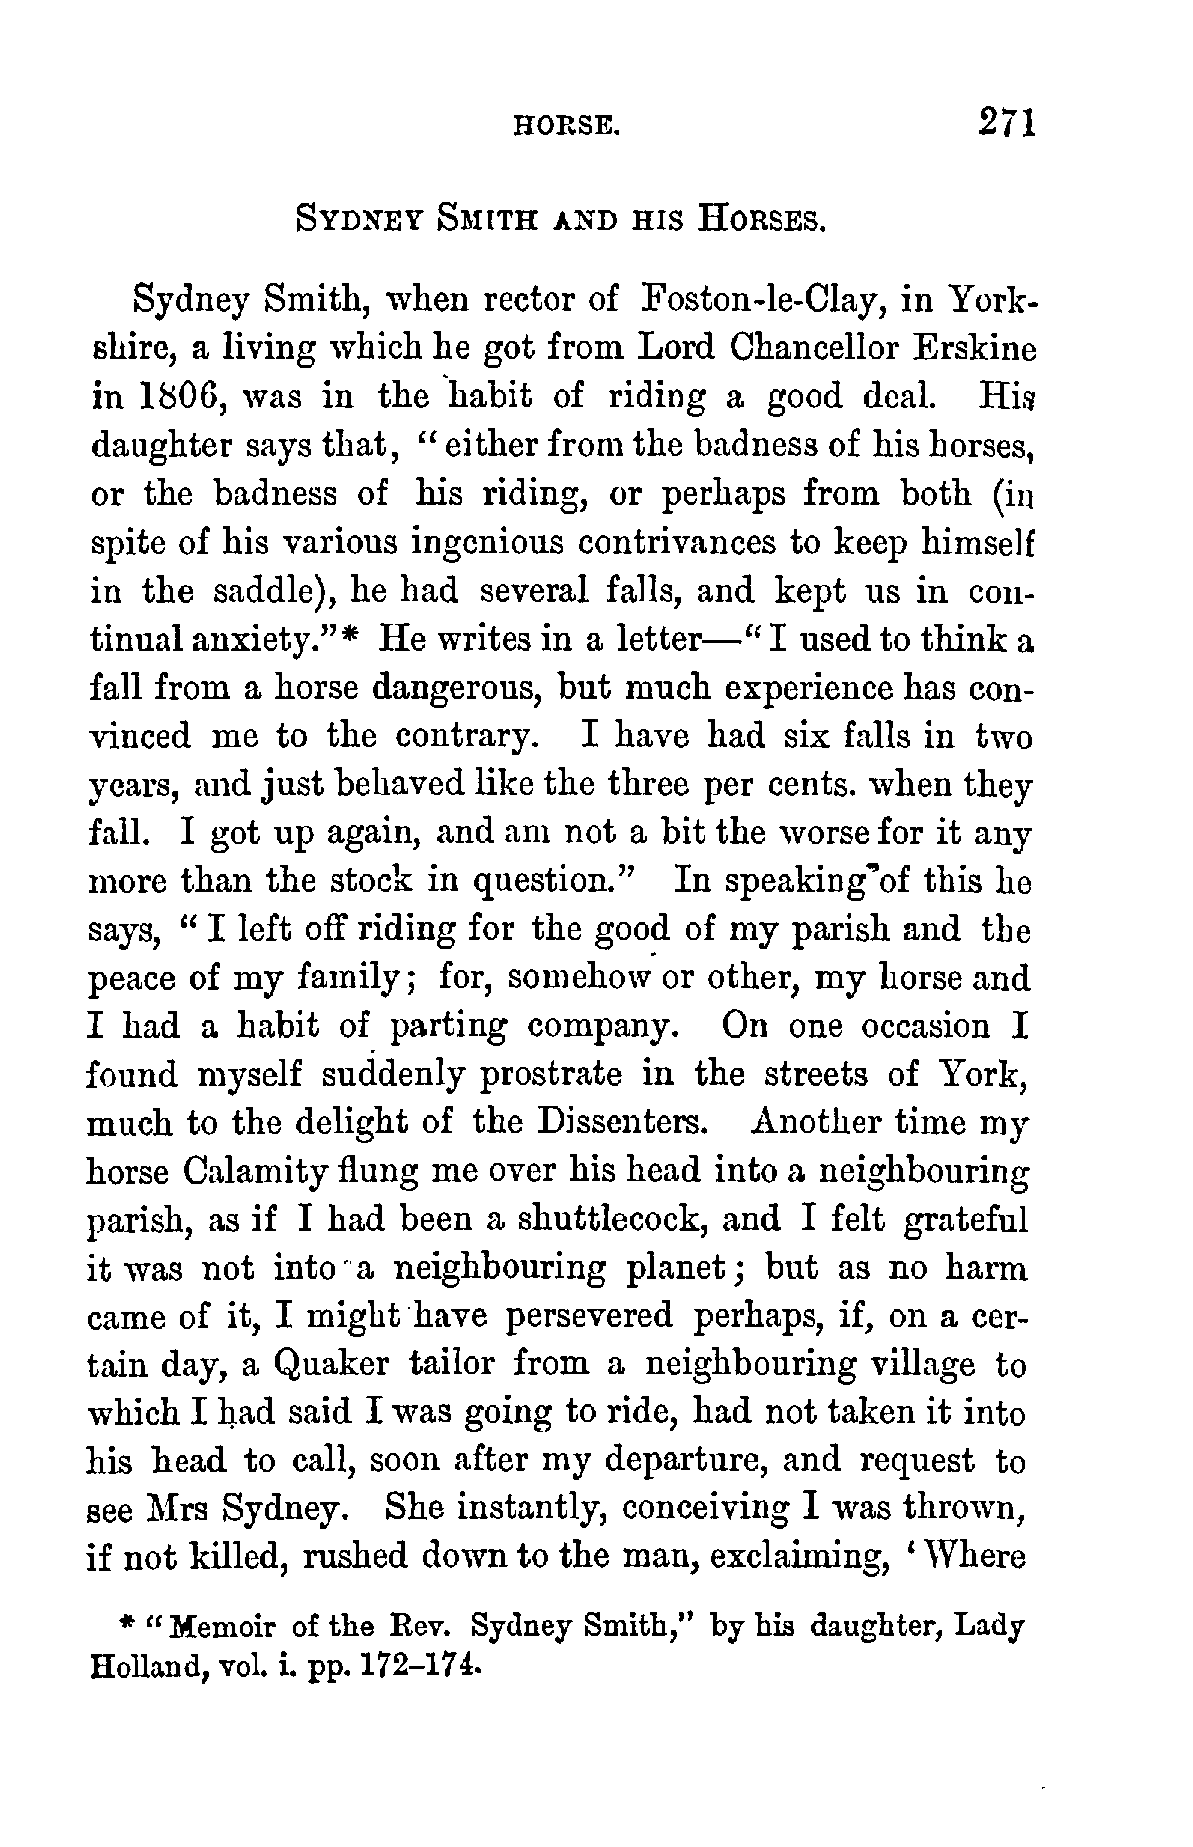 HORSE. 271
SYDNEY SMITH AND HIS HORSES.
Sydney Smith, when rector of Foston-le-Clay, in York-
shire, a living which he got from Lord Chancellor Erskine
in 1806, was in the habit of riding a good deal. His
daughter says that, "either from the badness of his horses,
or the badness of his riding, or perhaps from both (in
spite of his various ingenious contrivances to keep himself
in the saddle), he had several falls, and kept us in con-
tinual anxiety."* He writes in a letter—"I used to think a
fall from a horse dangerous, but much experience has con-
vinced me to the contrary. I have had six falls in two
years, and just behaved like the three per cents. when they
fall. I got up again, and am not a bit the worse for it any
more than the stock in question." In speaking of this he
says, "I left off riding for the good of my parish and the
peace of my family; for, somehow or other, my horse and
I had a habit of parting company. On one occasion I
found myself suddenly prostrate in the streets of York,
much to the delight of the Dissenters. Another time my
horse Calamity flung me over his head into a neighbouring
parish, as if I had been a shuttlecock, and I felt grateful
it was not into a neighbouring planet; but as no harm
came of it, I might have persevered perhaps, if, on a cer-
tain day, a Quaker tailor from a neighbouring village to
which I had said I was going to ride, had not taken it into
his head to call, soon after my departure, and request to
see Mrs Sydney. She instantly, conceiving I was thrown,
if not killed, rushed down to the man, exclaiming, 'Where
* "Memoir of the Rev. Sydney Smith," by his daughter, Lady
Holland, vol. i. pp. 172–174.